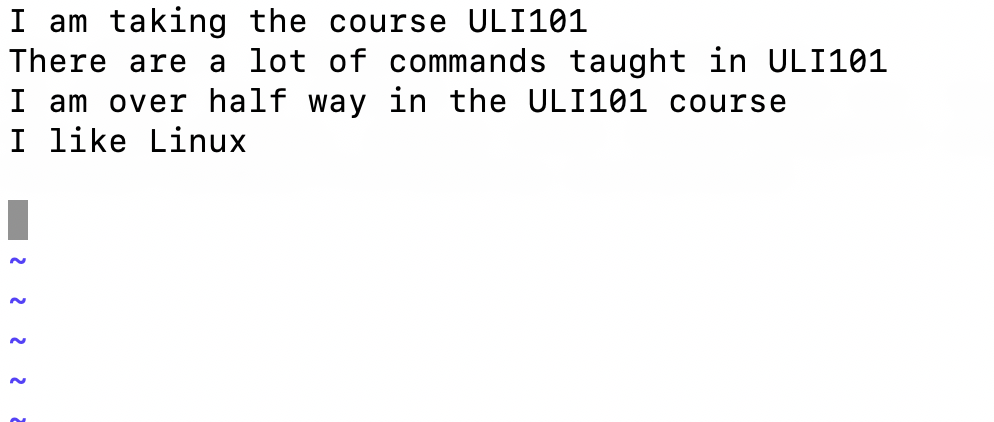 I am taking the course ULI101
There are a lot of commands taught in ULI101
I am over half way in the ULI101 course
I like Linux
~
~
~
~
~